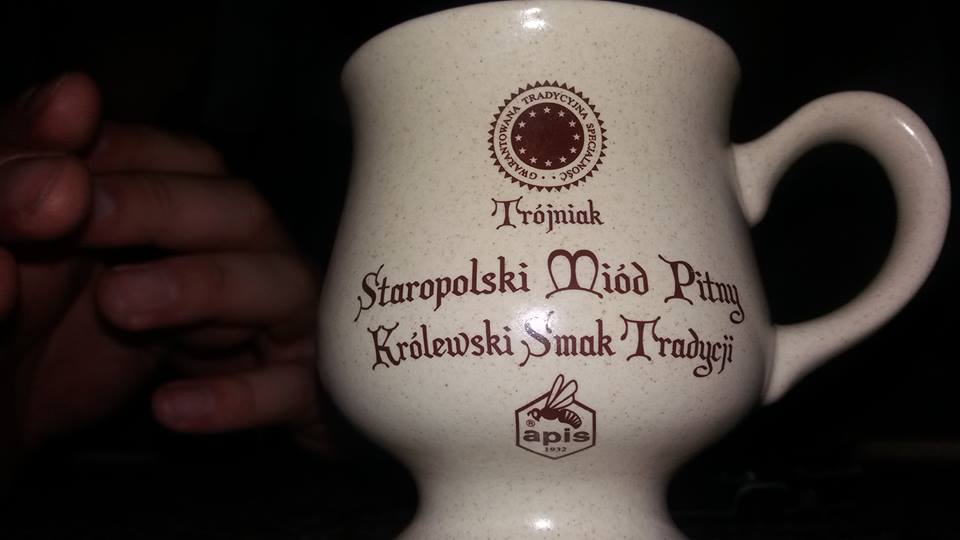 GWARANTOWANA TRADYCYJNA SPECJALNOŚĆ
Trójniak
Staropolski Miód Pitny
Królewski Smak Tradycji
® apis
1932